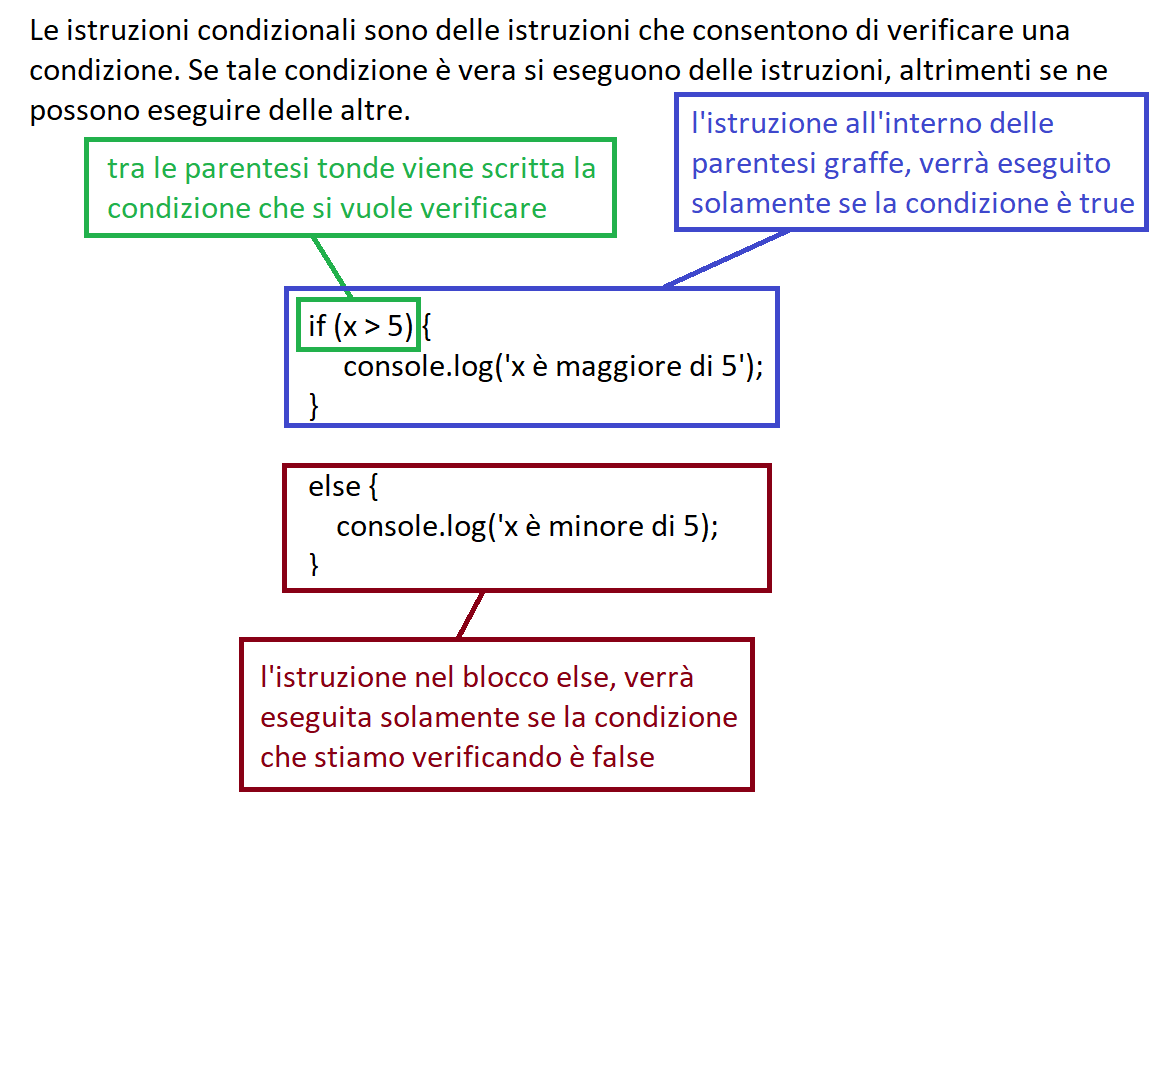 Le istruzioni condizionali sono delle istruzioni che consentono di verificare una
condizione. Se tale condizione è vera si eseguono delle istruzioni, altrimenti se ne
possono eseguire delle altre.
l'istruzione all'interno delle
parentesi graffe, verrà eseguito
solamente se la condizione è true
tra le parentesi tonde viene scritta la
condizione che si vuole verificare
if (x > 5) {
console.log('x è maggiore di 5');
}
else {
console.log('x è minore di 5);
}
l'istruzione nel blocco else, verrà
eseguita solamente se la condizione
che stiamo verificando è false